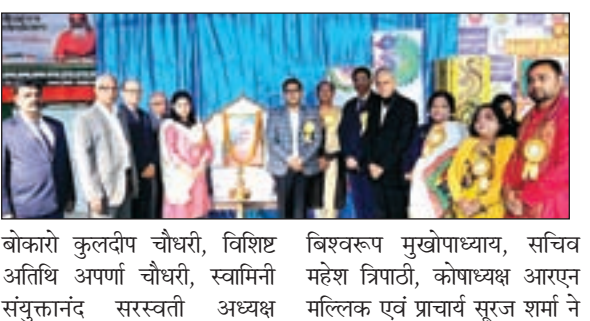 बोकारो कुलदीप चौधरी, विशिष्ट
अतिथि अपर्णा चौधरी, स्वामिनी
संयुक्तानंद सरस्वती अध्यक्ष
बिश्वरूप मुखोपाध्याय, सचिव
महेश त्रिपाठी, कोषाध्यक्ष आरएन
मल्लिक एवं प्राचार्य सूरज शर्मा ने